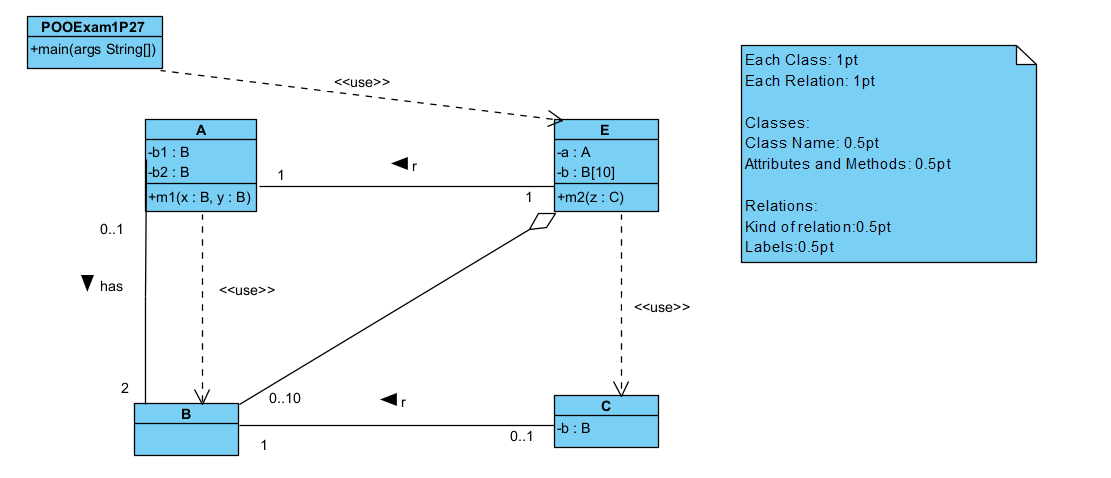 POOExam1P27
+main(args String[])
<<use>>
A
-b1 : B
-b2 : B
+m1(x : B, y : B)
E
-a : A
-b : B[10]
+m2(z : C)
1
r
1
0..1
has
2
<<use>>
<<use>>
0..10
B
1
r
0..1
C
-b : B
Each Class: 1pt
Each Relation: 1pt
Classes:
Class Name: 0.5pt
Attributes and Methods: 0.5pt
Relations:
Kind of relation:0.5pt
Labels:0.5pt